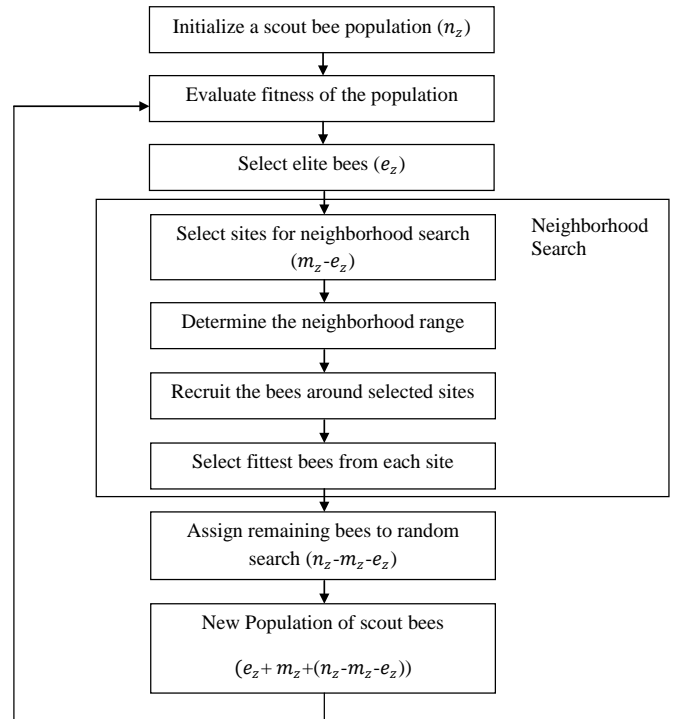 Initialize a scout bee population (n_z)
Evaluate fitness of the population
Select elite bees (e_z)
Neighborhood
Search
Select sites for neighborhood search
(m_z-e_z)
Determine the neighborhood range
Recruit the bees around selected sites
Select fittest bees from each site
Assign remaining bees to random
search (n_z-m_z-e_z)
New Population of scout bees
(e_z+ m_z+(n_z-m_z-e_z))